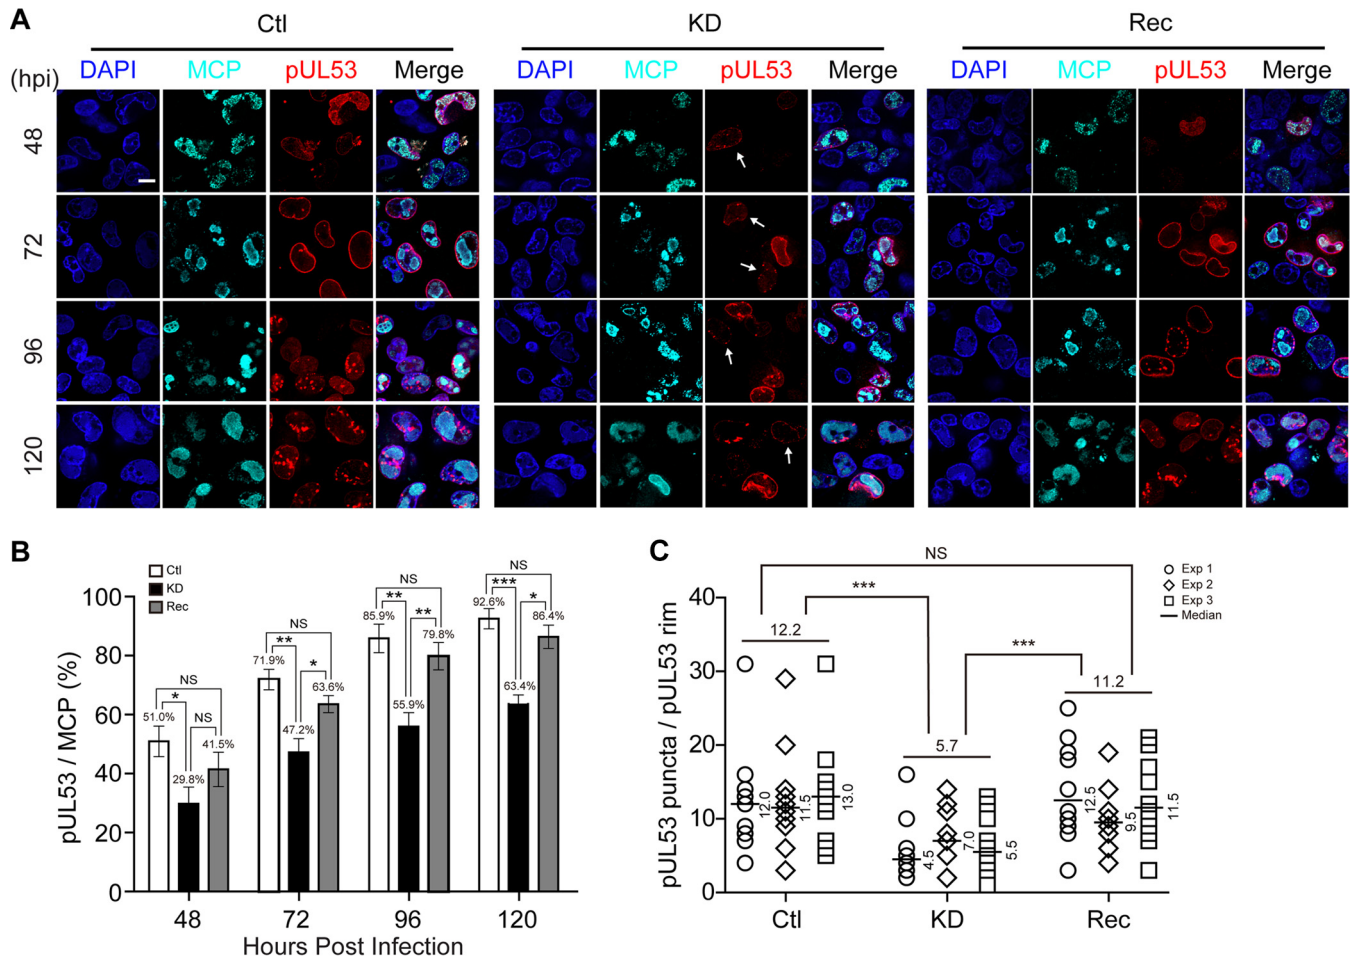 A
Ctl
KD
Rec
(hpi)
DAPI
MCP
pUL53
Merge
DAPI
MCP
pUL53
Merge
DAPI
MCP
pUL53
Merge
48
72
96
120
B
Ctl
KD
Rec
pUL53 / MCP (%)
100
80
60
40
20
0
NS
*
NS
51.0%
29.8%
41.5%
NS
**
*
71.9%
47.2%
63.6%
NS
**
**
85.9%
55.9%
79.8%
NS
***
*
92.6%
63.4%
86.4%
48
72
96
120
Hours Post Infection
C
NS
***
***
Exp 1
Exp 2
Exp 3
Median
pUL53 puncta / pUL53 rim
40
30
20
10
0
12.2
5.7
11.2
12.0
11.5
13.0
4.5
7.0
5.5
12.5
9.5
11.5
Ctl
KD
Rec